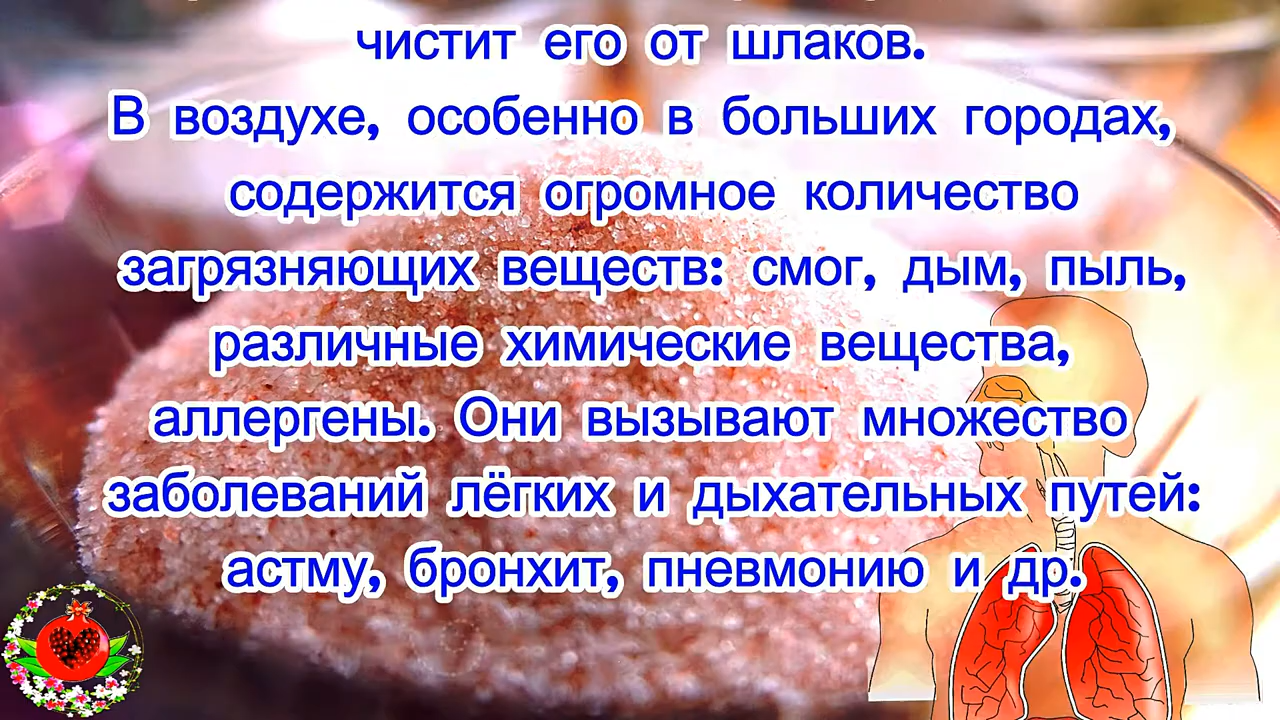 чистит его от шлаков.
В воздухе, особенно в больших городах,
содержится огромное количество
загрязняющих веществ: смог, дым, пыль,
различные химические вещества,
аллергены. Они вызывают множество
заболеваний лёгких и дыхательных путей:
астму, бронхит, пневмонию и др.